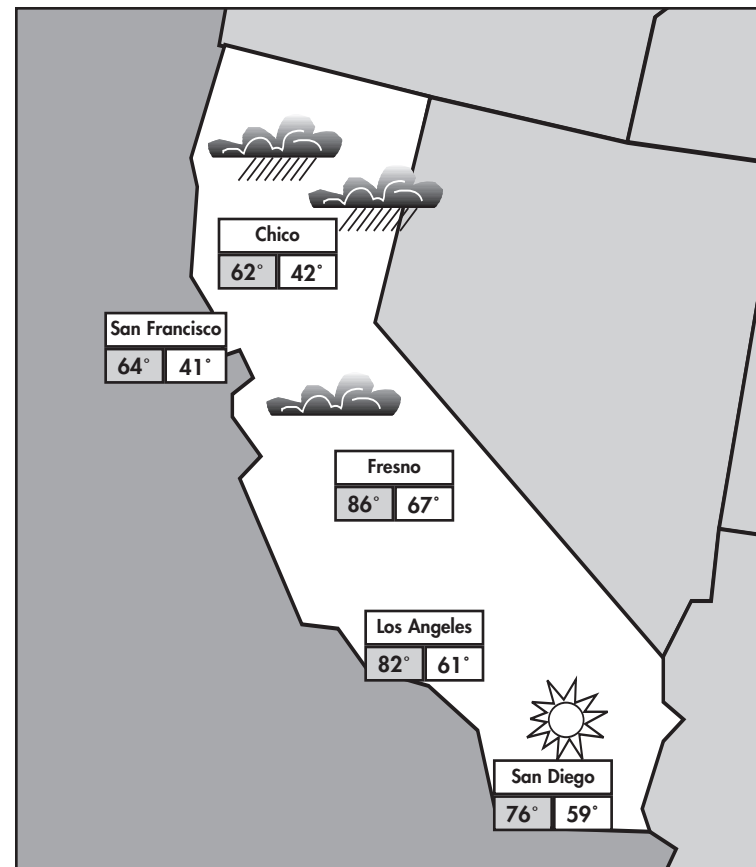 Chico
62° 42°
San Francisco
64° 41°
Fresno
86° 67°
Los Angeles
82° 61°
San Diego
76° 59°